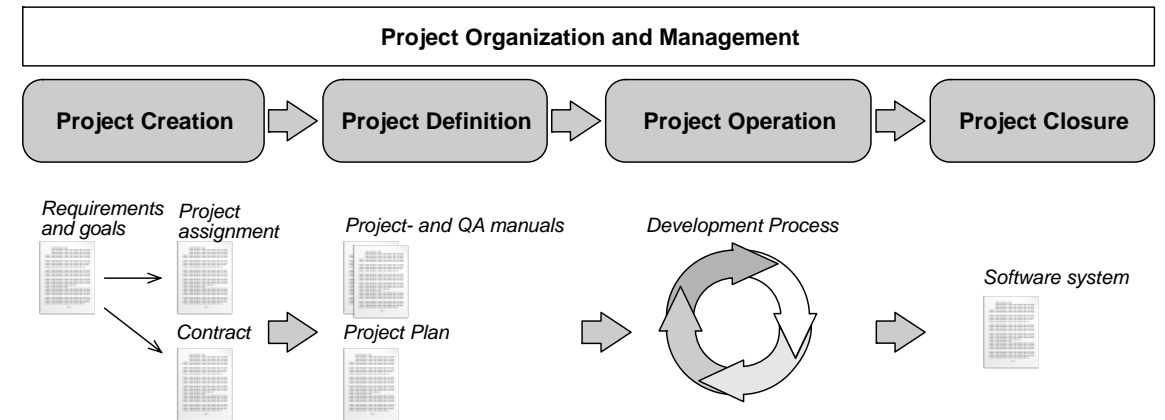 Project Organization and Management
Project Creation
Project Definition
Project Operation
Project Closure
Requirements
and goals
Project
assignment
Project- and QA manuals
Development Process
Software system
Contract
Project Plan